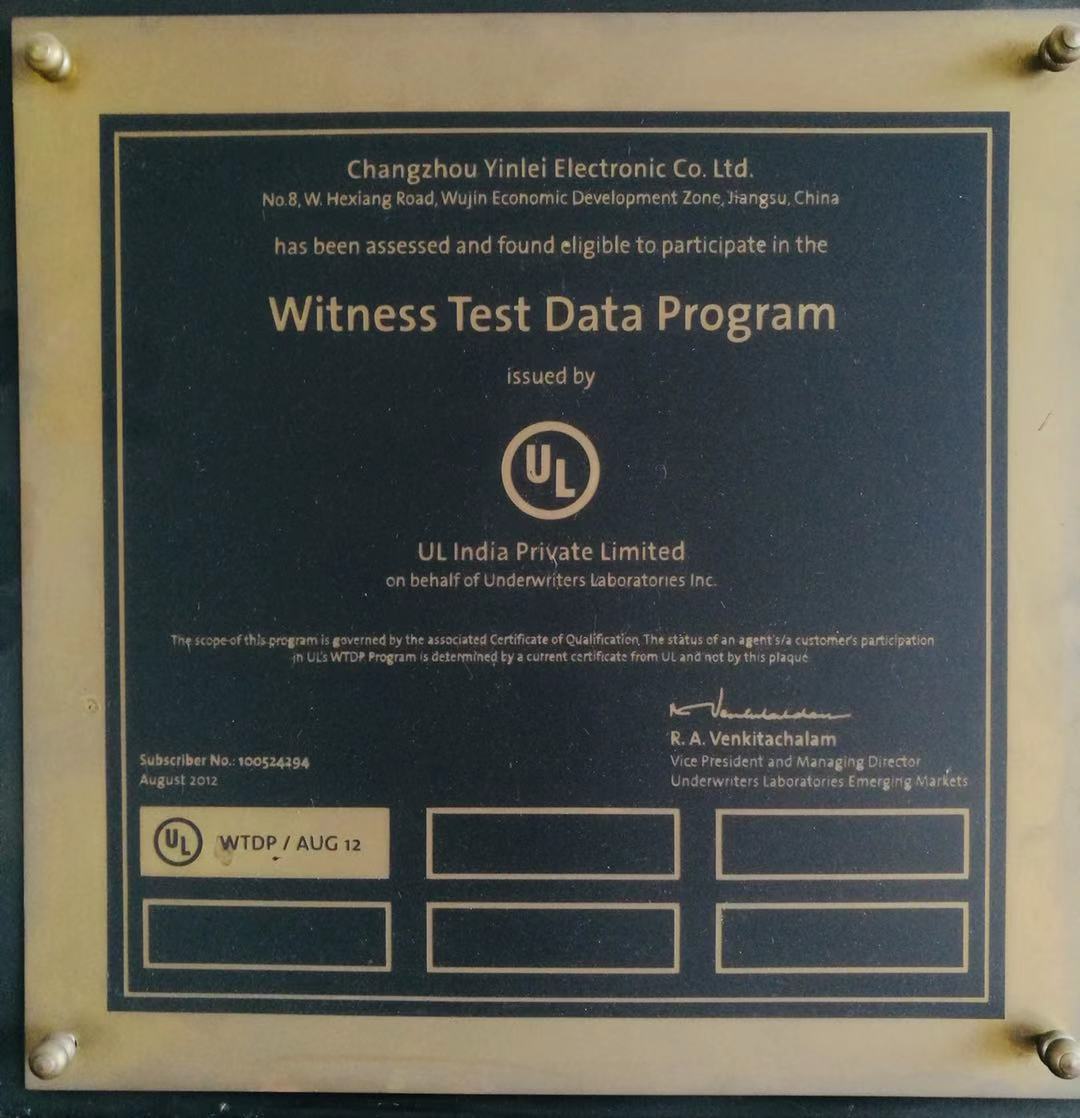 Changzhou Yinlei Electronic Co. Ltd.
No.8, W. Hexiang Road, Wujin Economic Development Zone, Jiangsu, China
has been assessed and found eligible to participate in the
Witness Test Data Program
issued by
UL
UL India Private Limited
on behalf of Underwriters Laboratories Inc.
The scope of this program is governed by the associated Certificate of Qualification. The status of an agent's/a customer's participation
in UL's WTDP Program is determined by a current certificate from UL and not by this plaque
R. A. Venkitachalam
Vice President and Managing Director
Underwriters Laboratories Emerging Markets
Subscriber No.: 100524294
August 2012
UL WTDP / AUG 12